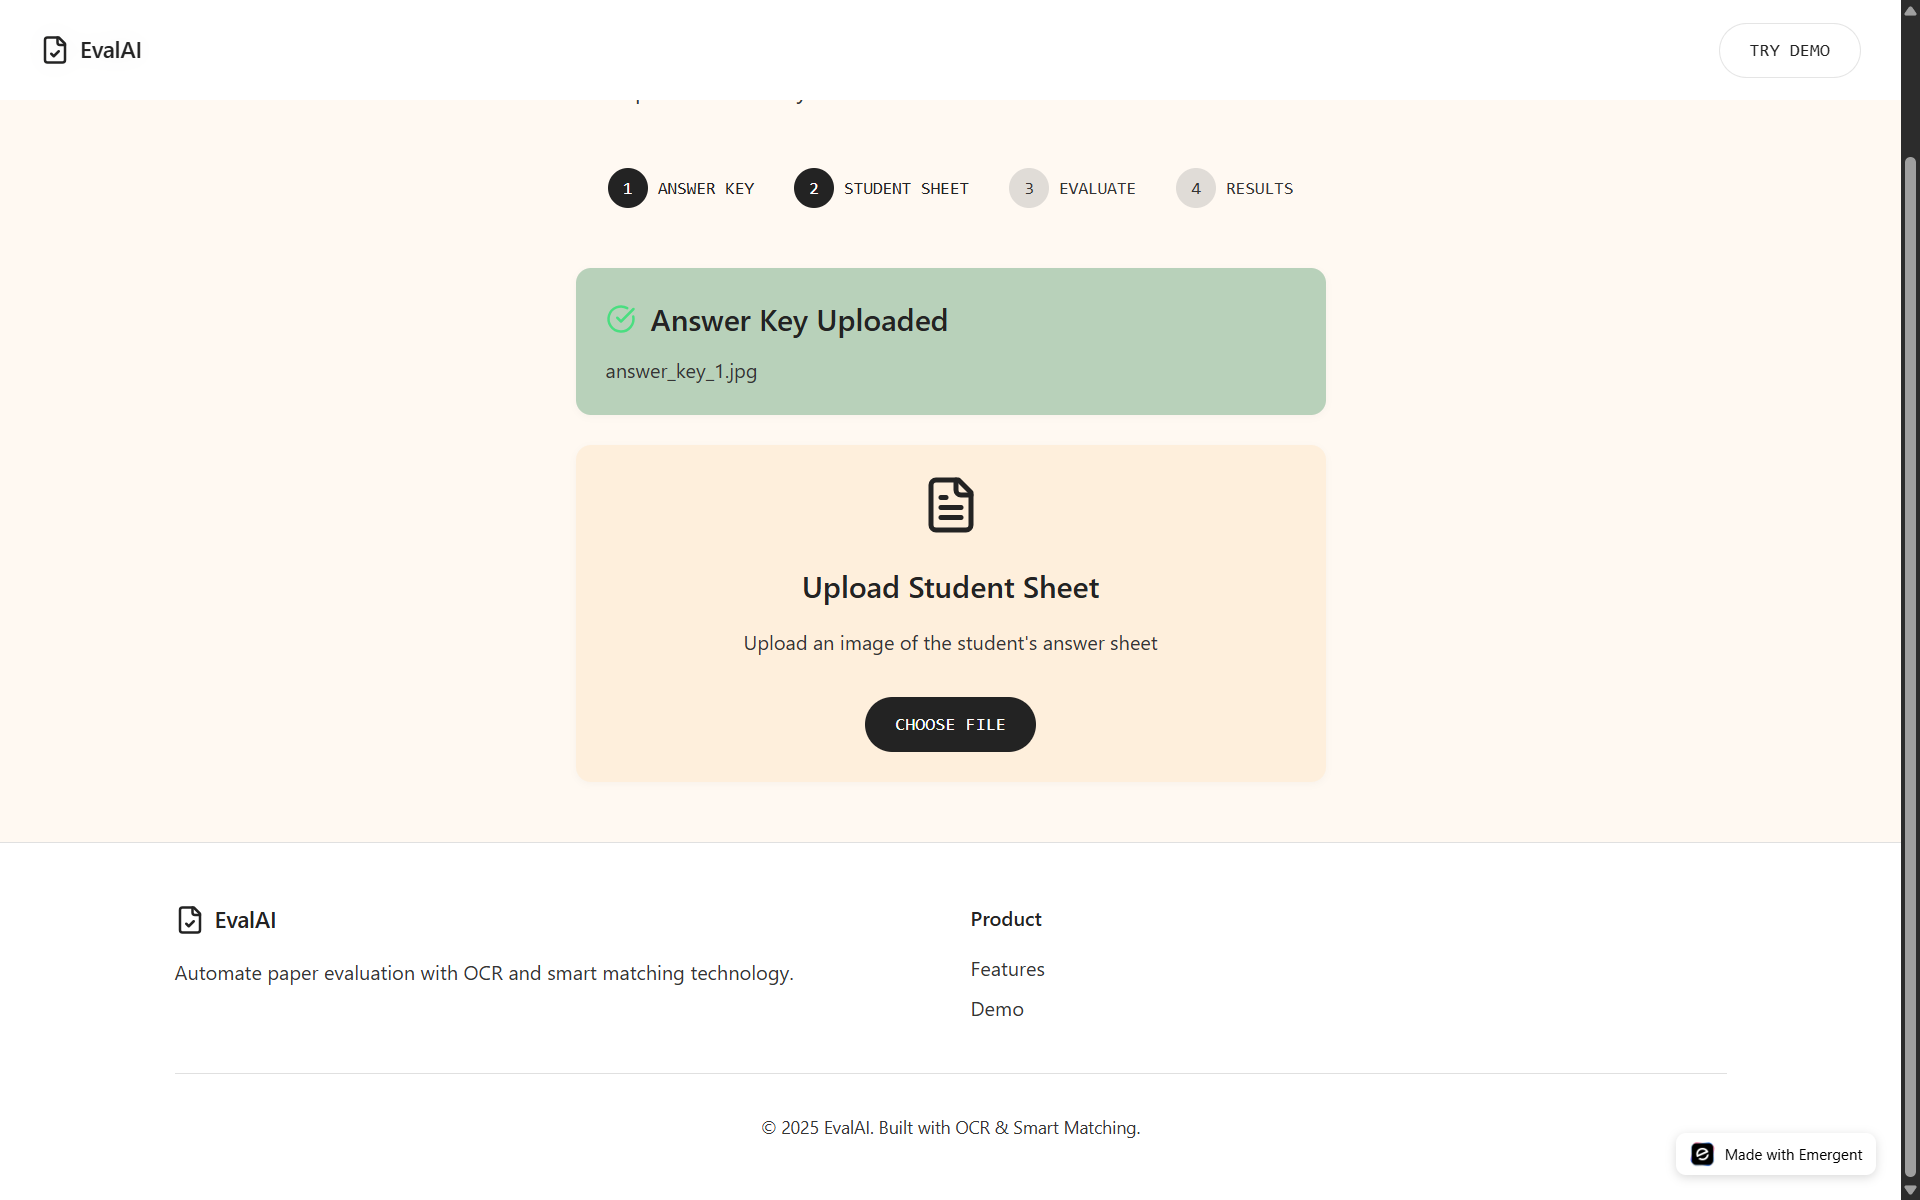 EvalAI
TRY DEMO
1 ANSWER KEY 2 STUDENT SHEET 3 EVALUATE 4 RESULTS
Answer Key Uploaded
answer_key_1.jpg
Upload Student Sheet
Upload an image of the student's answer sheet
CHOOSE FILE
EvalAI
Automate paper evaluation with OCR and smart matching technology.
Product
Features
Demo
© 2025 EvalAI. Built with OCR & Smart Matching.
Made with Emergent